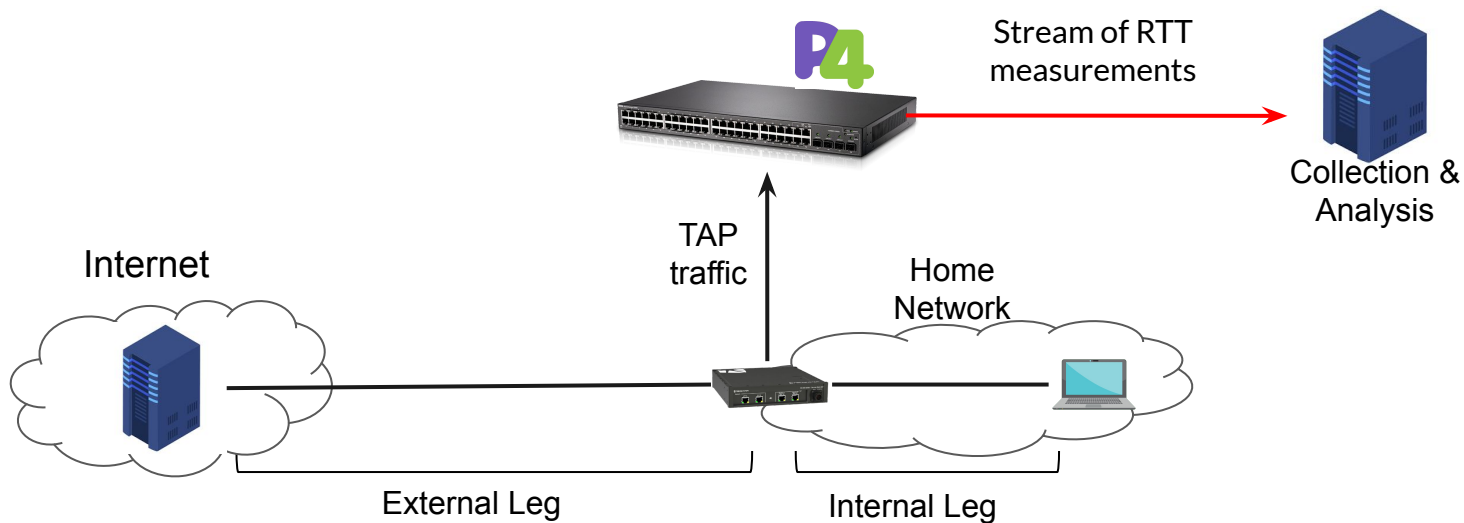 P4
Stream of RTT
measurements
Collection &
Analysis
TAP
traffic
Internet
Home
Network
External Leg
Internal Leg